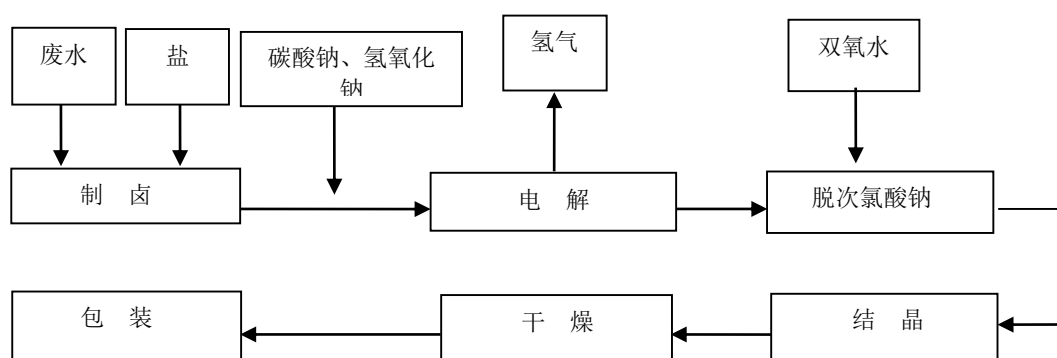 废水
盐
碳酸钠、氢氧化
钠
氢气
双氧水
制 卤
电 解
脱次氯酸钠
包 装
干 燥
结 晶